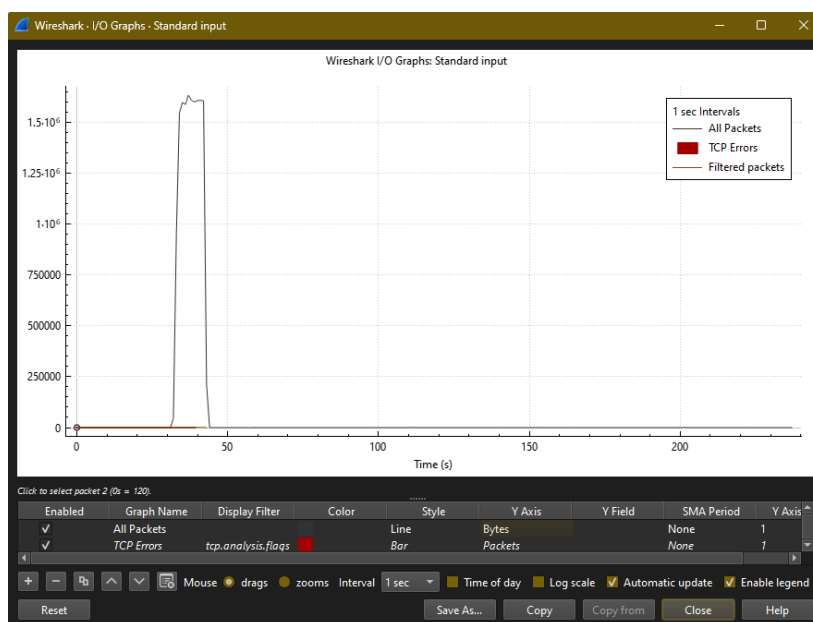 Wireshark · I/O Graphs · Standard input
Wireshark I/O Graphs: Standard input
1 sec Intervals
All Packets
TCP Errors
Filtered packets
1.5·10⁶
1.25·10⁶
1·10⁶
750000
500000
250000
0
0 50 100 150 200
Time (s)
Click to select packet 2 (0s = 120).
Enabled Graph Name Display Filter Color Style Y Axis Y Field SMA Period Y Axis
All Packets Line Bytes None 1
TCP Errors tcp.analysis.flags Bar Packets None 1
Mouse drags zooms Interval 1 sec Time of day Log scale Automatic update Enable legend
Reset Save As... Copy Copy from Close Help